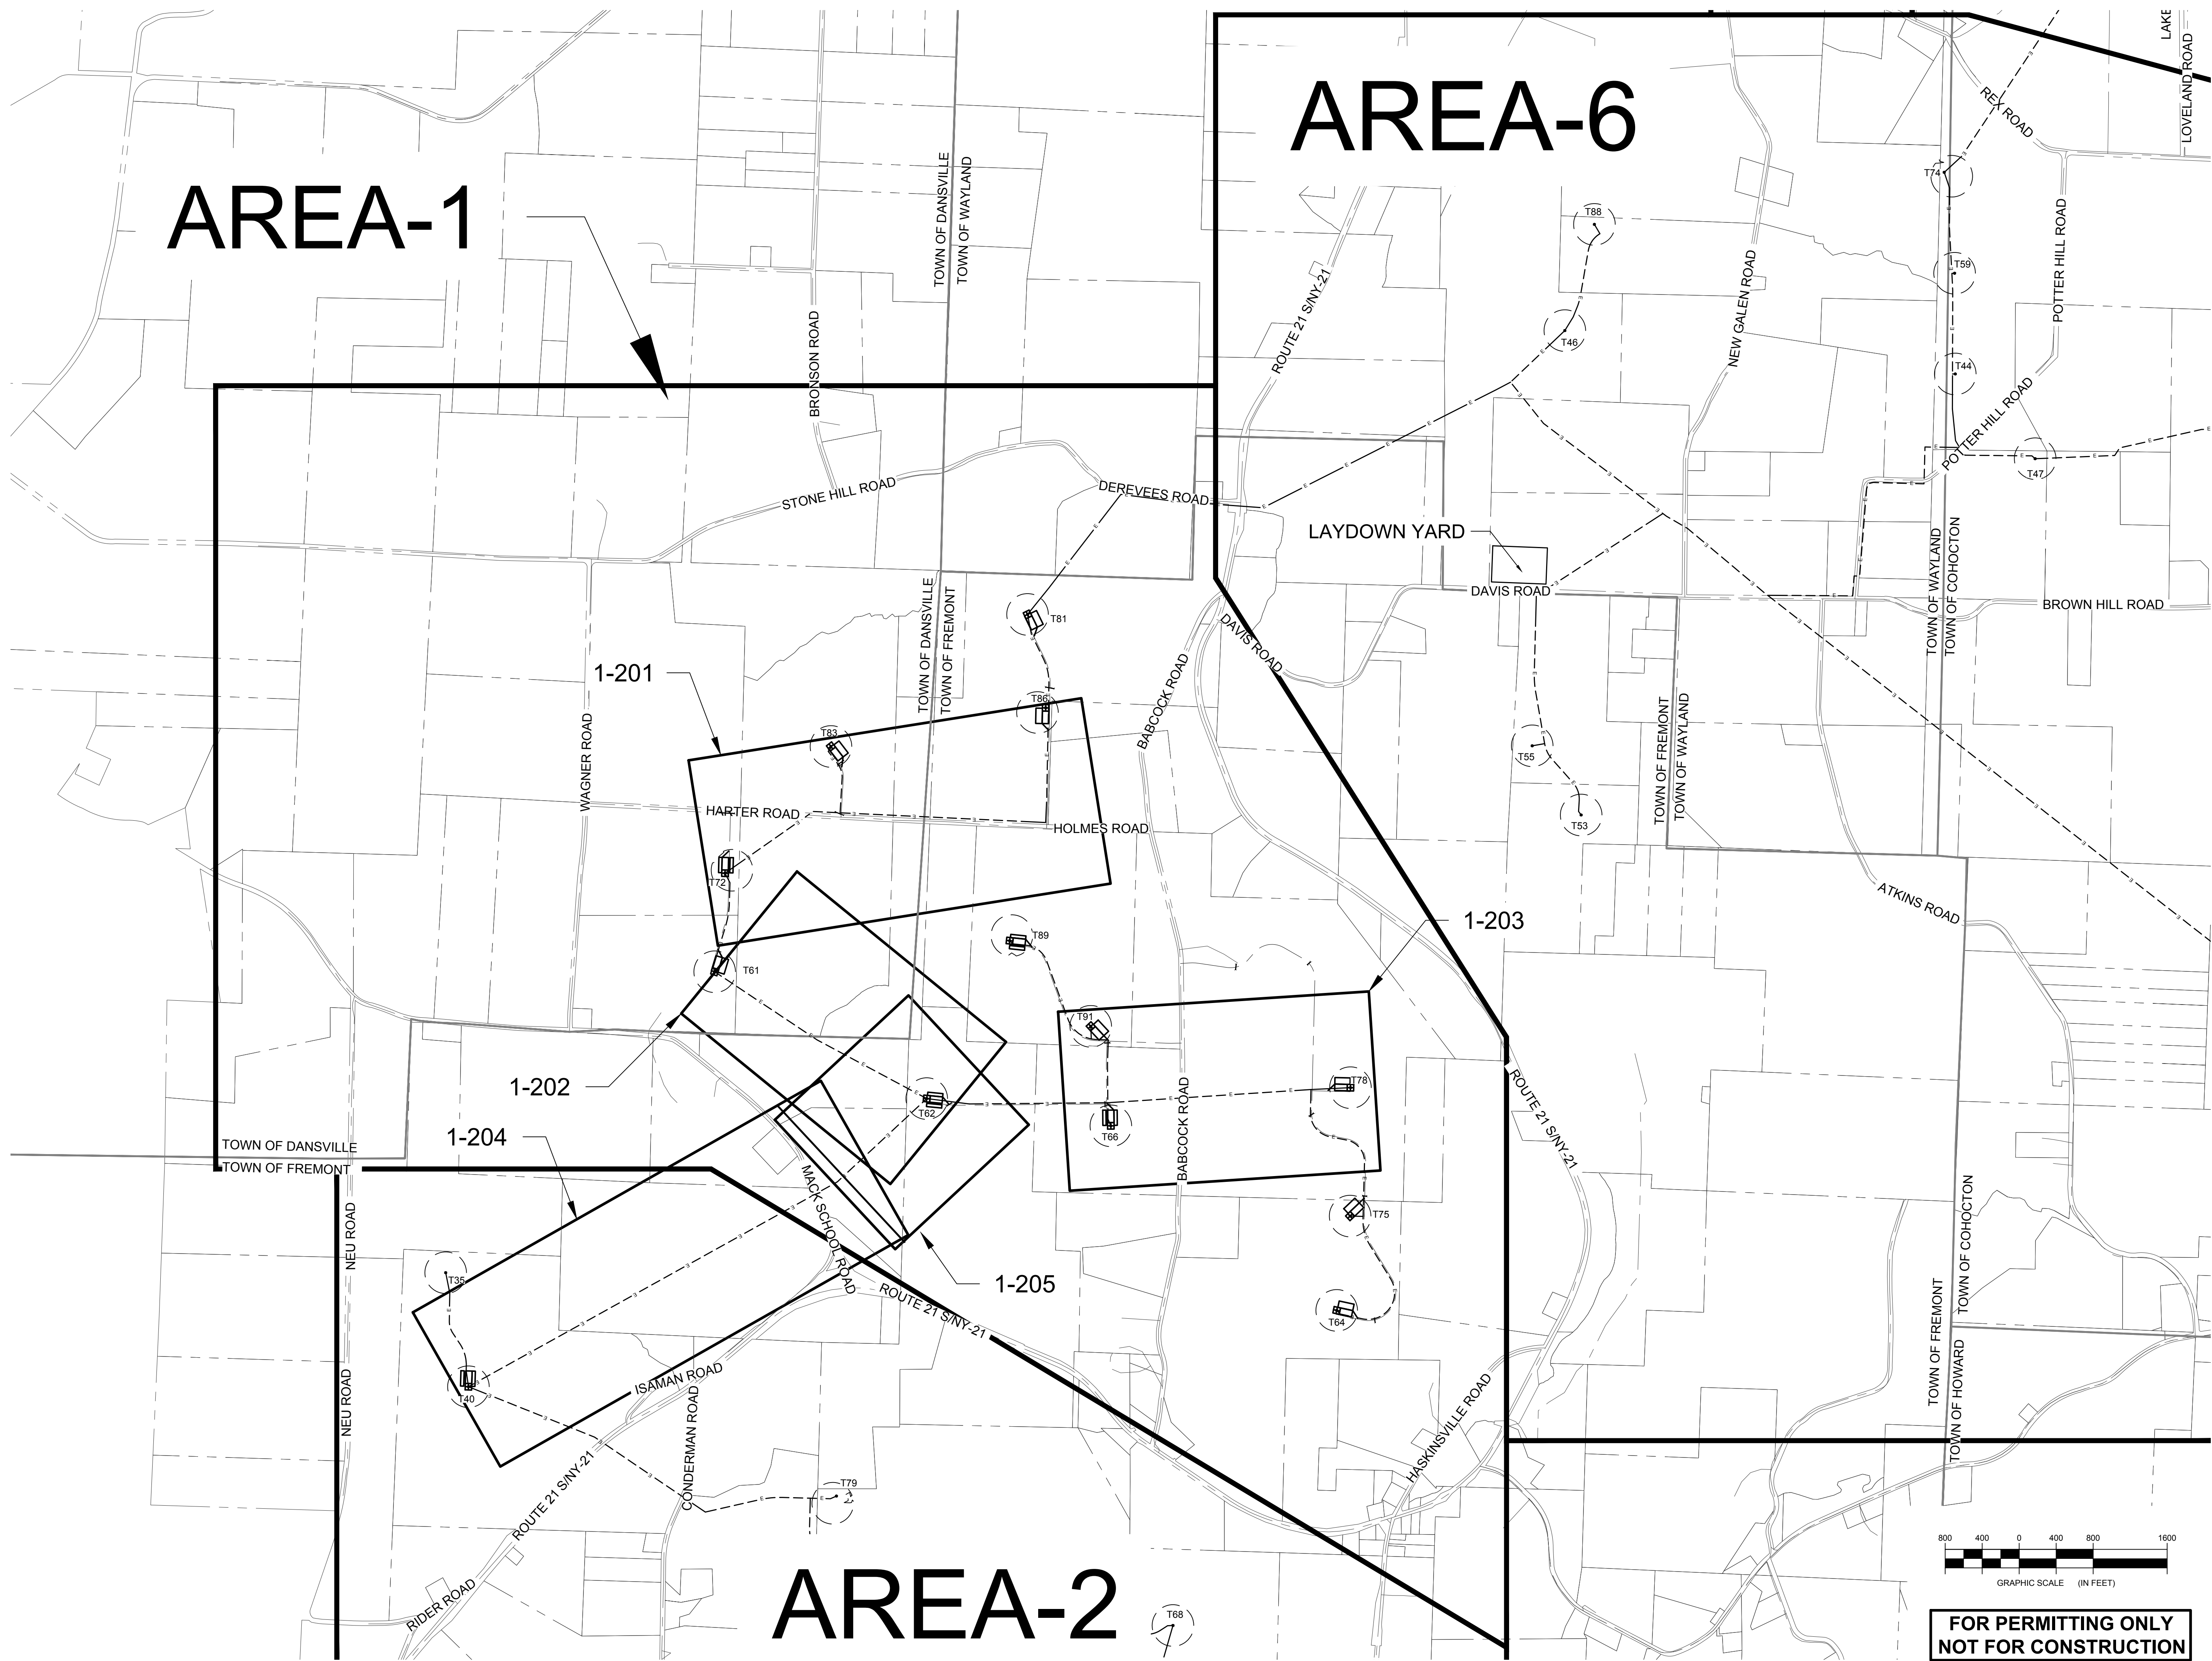 LAKE
LOVELAND ROAD
AREA-6
REX ROAD
TOWN OF DANSVILLE
TOWN OF WAYLAND
AREA-1
T74
POTTER HILL ROAD
T88
ROUTE 21 S/NY-21
NEW GALEN ROAD
T59
BRONSON ROAD
T46
T44
POTTER HILL ROAD
T47
STONE HILL ROAD
DEREVEES ROAD
LAYDOWN YARD
TOWN OF WAYLAND
TOWN OF COHOCTON
DAVIS ROAD
BROWN HILL ROAD
TOWN OF DANSVILLE
TOWN OF FREMONT
T81
DAVIS ROAD
1-201
T86
BABCOCK ROAD
TOWN OF FREMONT
TOWN OF WAYLAND
WAGNER ROAD
T83
T55
HARTER ROAD
HOLMES ROAD
T53
T72
ATKINS ROAD
1-203
T89
T61
T91
1-202
T78
ROUTE 21 S/NY-21
T62
BABCOCK ROAD
T66
1-204
TOWN OF DANSVILLE
TOWN OF FREMONT
MACK SCHOOL ROAD
T75
NEU ROAD
TOWN OF FREMONT
TOWN OF COHOCTON
T35
1-205
ROUTE 21 S/NY-21
T64
TOWN OF HOWARD
NEU ROAD
T40
ISAMAN ROAD
CONDERMAN ROAD
HASKINSVILLE ROAD
T79
ROUTE 21 S/NY-21
800 400 0 400 800 1600
GRAPHIC SCALE (IN FEET)
RIDER ROAD
AREA-2
T68
FOR PERMITTING ONLY
NOT FOR CONSTRUCTION